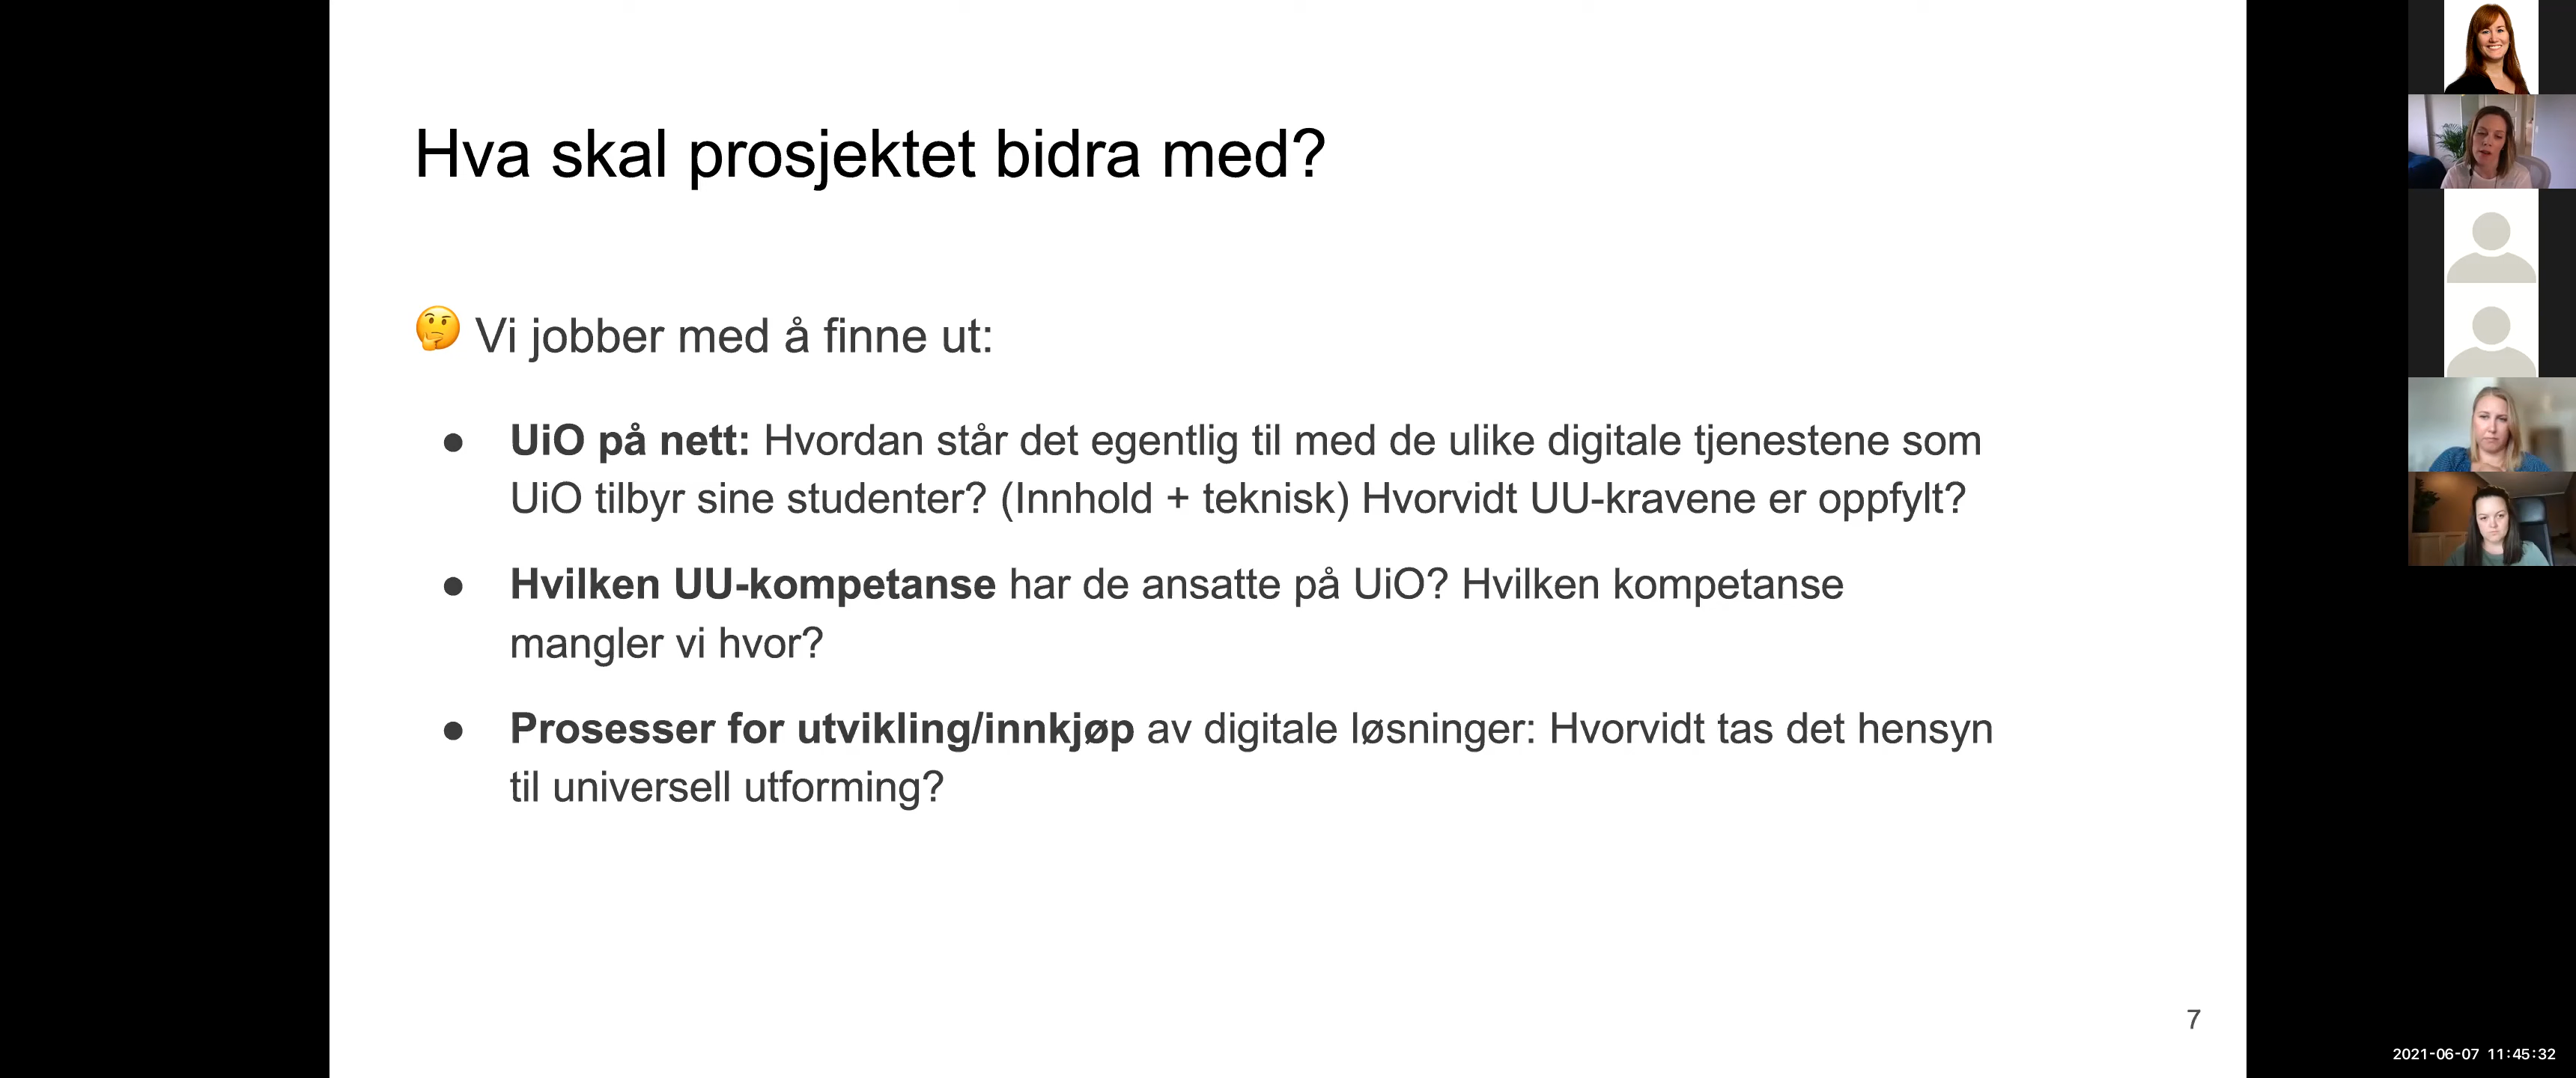 Hva skal prosjektet bidra med?
🤔 Vi jobber med å finne ut:
● UiO på nett: Hvordan står det egentlig til med de ulike digitale tjenestene som
UiO tilbyr sine studenter? (Innhold + teknisk) Hvorvidt UU-kravene er oppfylt?
● Hvilken UU-kompetanse har de ansatte på UiO? Hvilken kompetanse
mangler vi hvor?
● Prosesser for utvikling/innkjøp av digitale løsninger: Hvorvidt tas det hensyn
til universell utforming?
7
2021-06-07 11:45:32